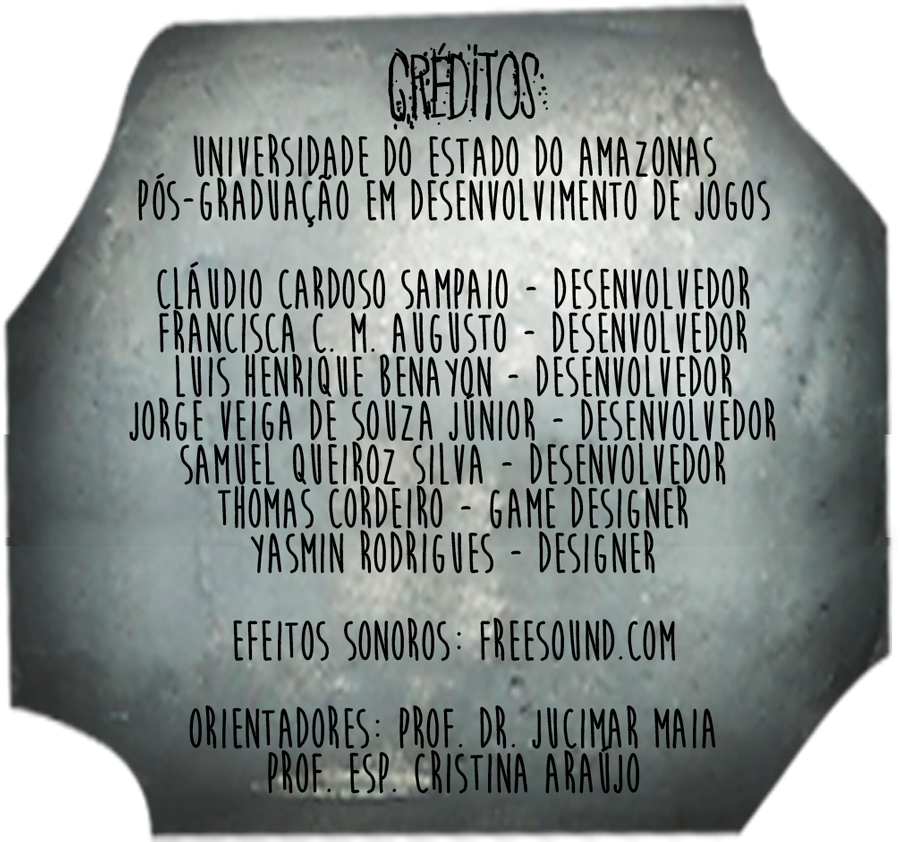 CRÉDITOS
UNIVERSIDADE DO ESTADO DO AMAZONAS
PÓS-GRADUAÇÃO EM DESENVOLVIMENTO DE JOGOS
CLÁUDIO CARDOSO SAMPAIO - DESENVOLVEDOR
FRANCISCA C. M. AUGUSTO - DESENVOLVEDOR
LUIS HENRIQUE BENAYON - DESENVOLVEDOR
JORGE VEIGA DE SOUZA JÚNIOR - DESENVOLVEDOR
SAMUEL QUEIROZ SILVA - DESENVOLVEDOR
THOMAS CORDEIRO - GAME DESIGNER
YASMIN RODRIGUES - DESIGNER
EFEITOS SONOROS: FREESOUND.COM
ORIENTADORES: PROF. DR. JUCIMAR MAIA
PROF. ESP. CRISTINA ARAÚJO